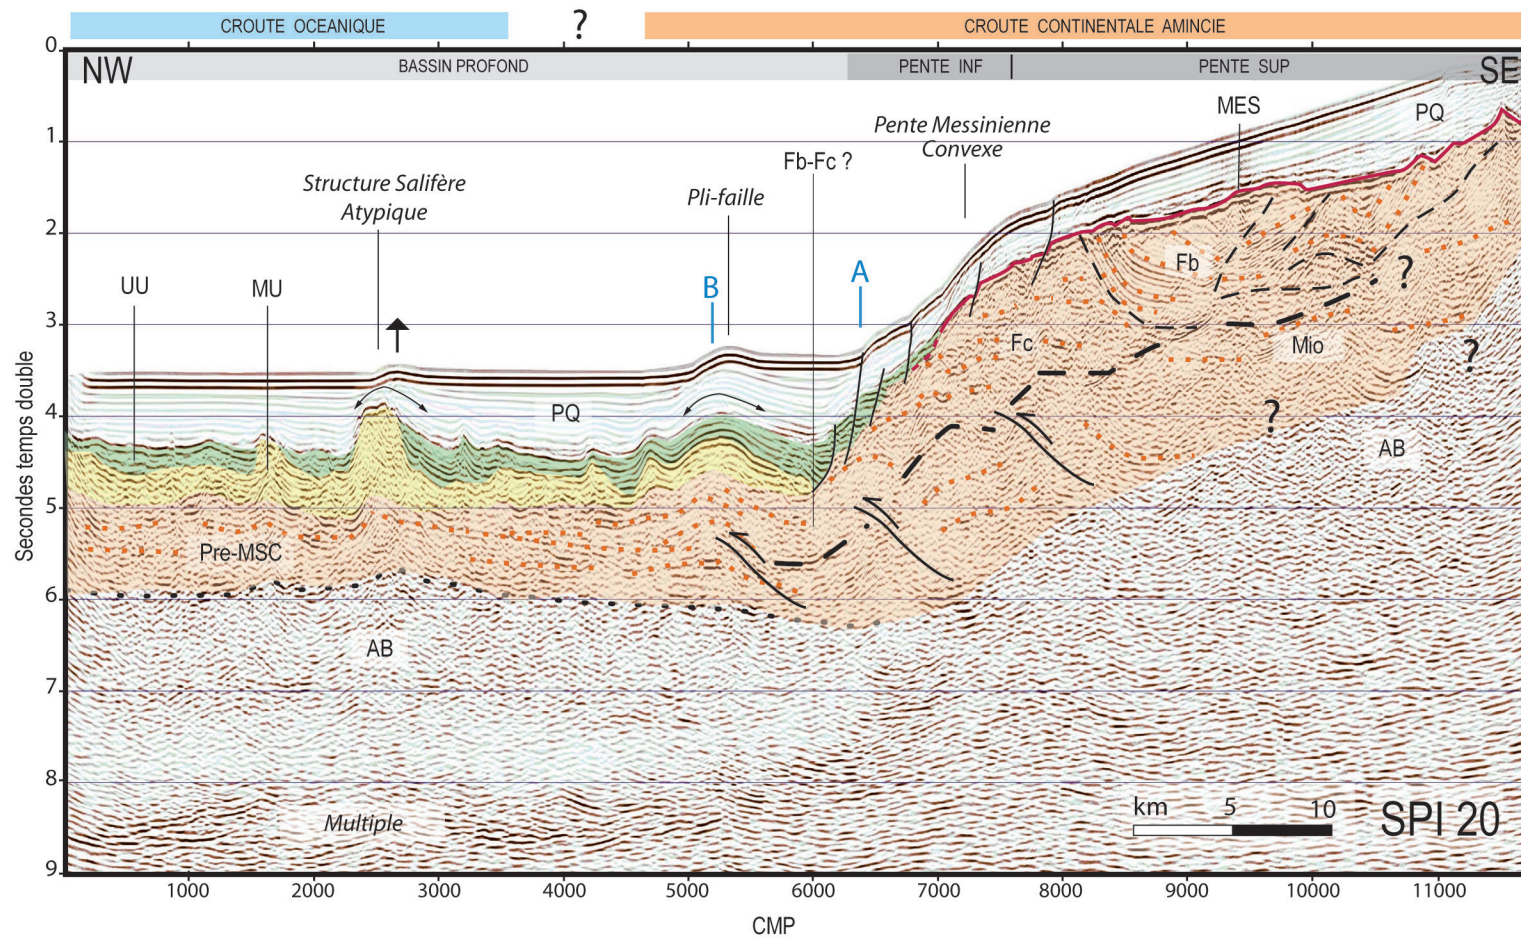 CROUTE OCEANIQUE
?
CROUTE CONTINENTALE AMINCIE
0
NW
BASSIN PROFOND
PENTE INF
PENTE SUP
SE
MES
PQ
Pente Messinienne
Convexe
1
Fb-Fc ?
Structure Salifère
Atypique
Pli-faille
2
UU
MU
B
A
Fb
?
3
Fc
Mio
?
4
PQ
?
AB
5
Pre-MSC
6
AB
7
8
Multiple
km 5 10
SPI 20
9
Secondes temps double
1000 2000 3000 4000 5000 6000 7000 8000 9000 10000 11000
CMP